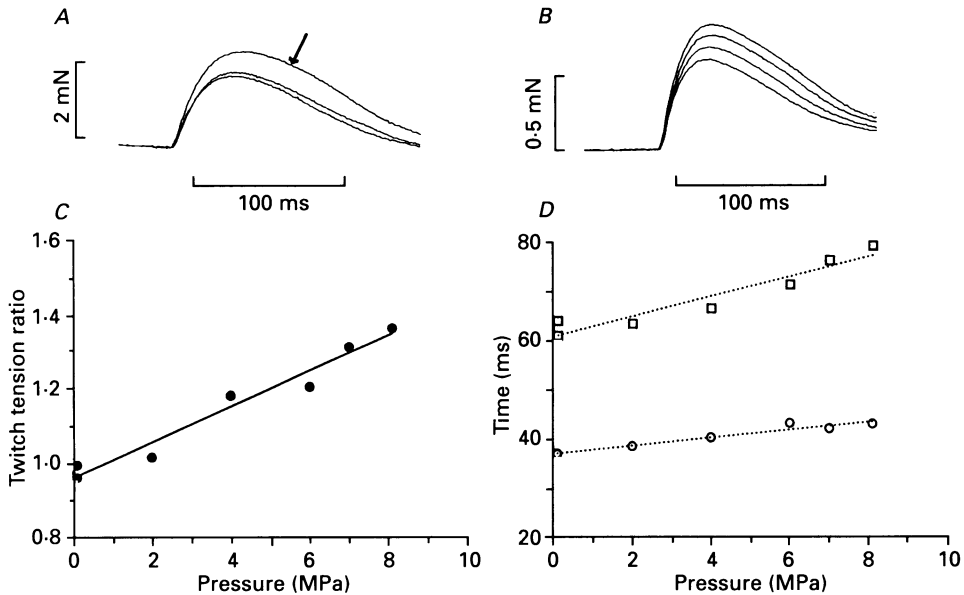 A
2 mN
100 ms
B
0·5 mN
100 ms
C
Twitch tension ratio
1·6
1·4
1·2
1·0
0·8
0
2
4
6
8
10
Pressure (MPa)
D
Time (ms)
80
60
40
20
0
2
4
6
8
10
Pressure (MPa)